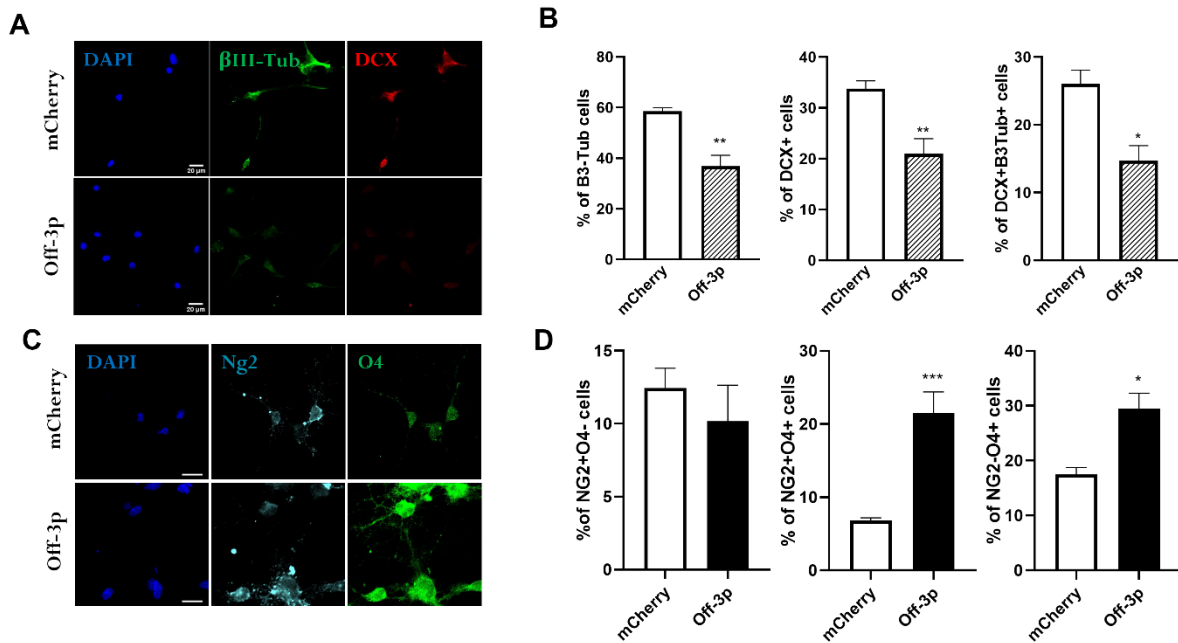 A
mCherry
DAPI
βIII-Tub
DCX
20 µm
20 µm
Off-3p
B
% of B3-Tub cells
80
60
40
20
0
**
mCherry
Off-3p
% of DCX+ cells
40
30
20
10
0
**
mCherry
Off-3p
% of DCX+B3Tub+ cells
30
20
10
0
*
mCherry
Off-3p
C
mCherry
DAPI
Ng2
O4
Off-3p
D
%of NG2+O4- cells
15
10
5
0
mCherry
Off-3p
% of NG2+O4+ cells
30
20
10
0
***
mCherry
Off-3p
% of NG2-O4+ cells
40
30
20
10
0
*
mCherry
Off-3p